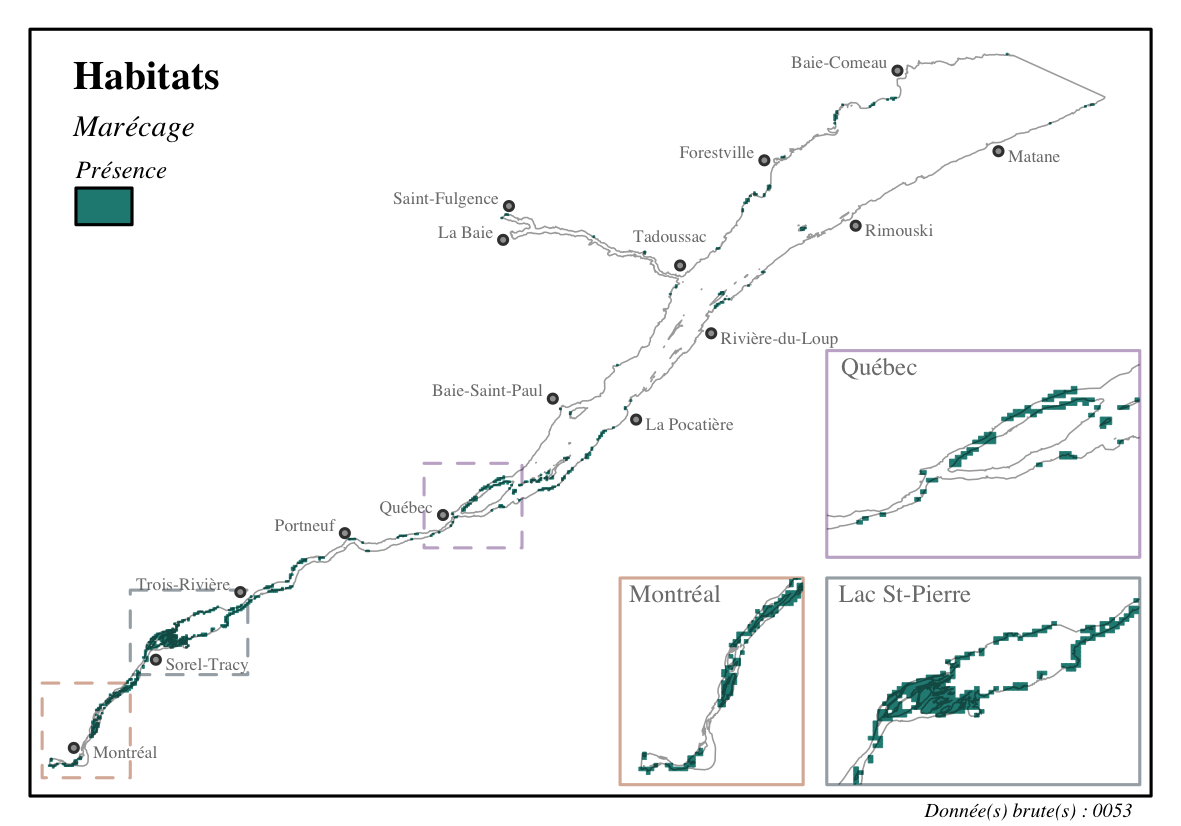 Habitats
Marécage
Présence
Baie-Comeau
Forestville
Matane
Saint-Fulgence
La Baie
Tadoussac
Rimouski
Rivière-du-Loup
Baie-Saint-Paul
La Pocatière
Québec
Portneuf
Trois-Rivière
Sorel-Tracy
Montréal
Québec
Montréal
Lac St-Pierre
Donnée(s) brute(s) : 0053